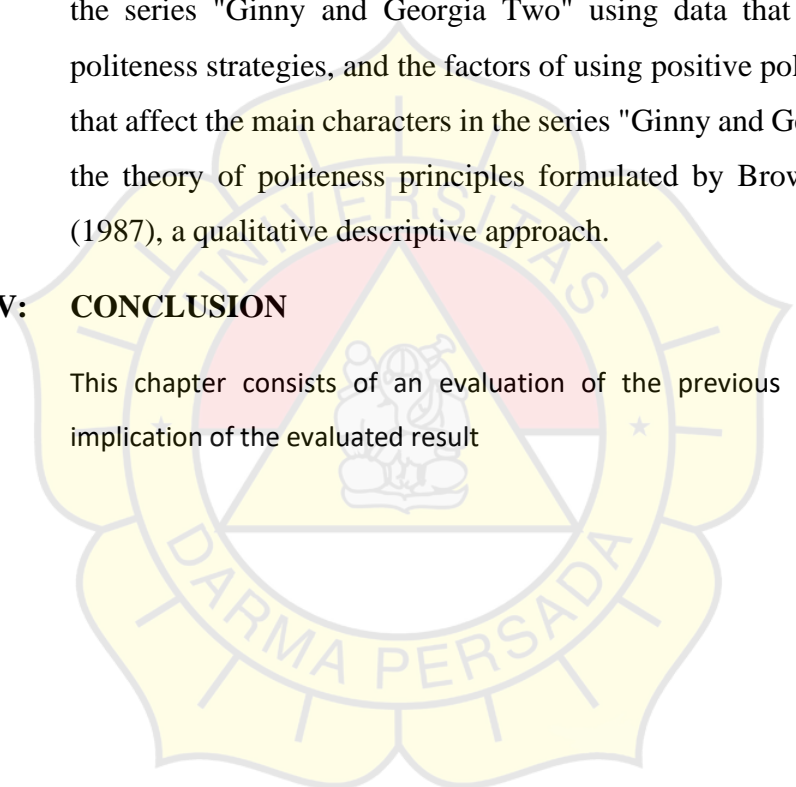 the series "Ginny and Georgia Two" using data that
politeness strategies, and the factors of using positive pol
that affect the main characters in the series "Ginny and G
the theory of politeness principles formulated by Brow
(1987), a qualitative descriptive approach.
V: CONCLUSION
This chapter consists of an evaluation of the previous
implication of the evaluated result
UNIVERSITAS
DARMA PERSADA